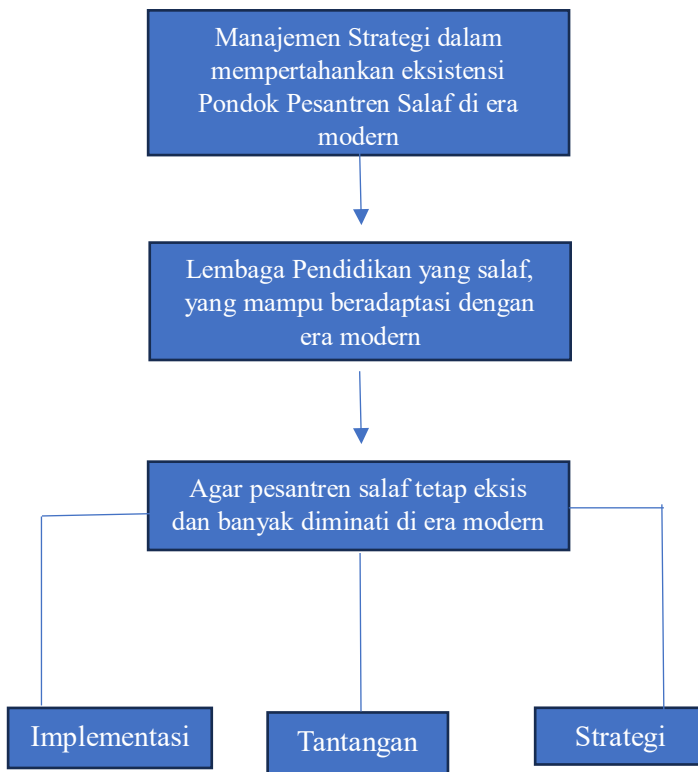 Manajemen Strategi dalam
mempertahankan eksistensi
Pondok Pesantren Salaf di era
modern
Lembaga Pendidikan yang salaf,
yang mampu beradaptasi dengan
era modern
Agar pesantren salaf tetap eksis
dan banyak diminati di era modern
Implementasi
Tantangan
Strategi